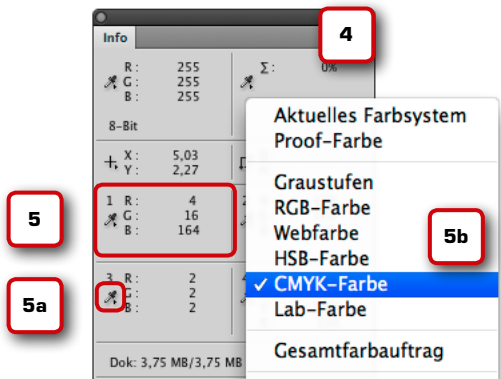 Info
4
R: 255
G: 255
B: 255
Σ: 0%
8-Bit
X: 5,03
Y: 2,27
5
1 R: 4
G: 16
B: 164
2
5a
3 R: 2
G: 2
B: 2
4
Dok: 3,75 MB/3,75 MB
Aktuelles Farbsystem
Proof-Farbe
Graustufen
RGB-Farbe
Webfarbe
HSB-Farbe
✓ CMYK-Farbe
Lab-Farbe
Gesamtfarbauftrag
5b